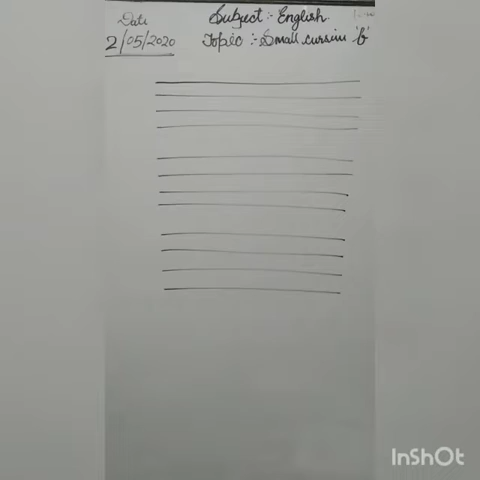 Date
2/05/2020
Subject :- English.
Topic :- Small cursive 'b'
InShOt